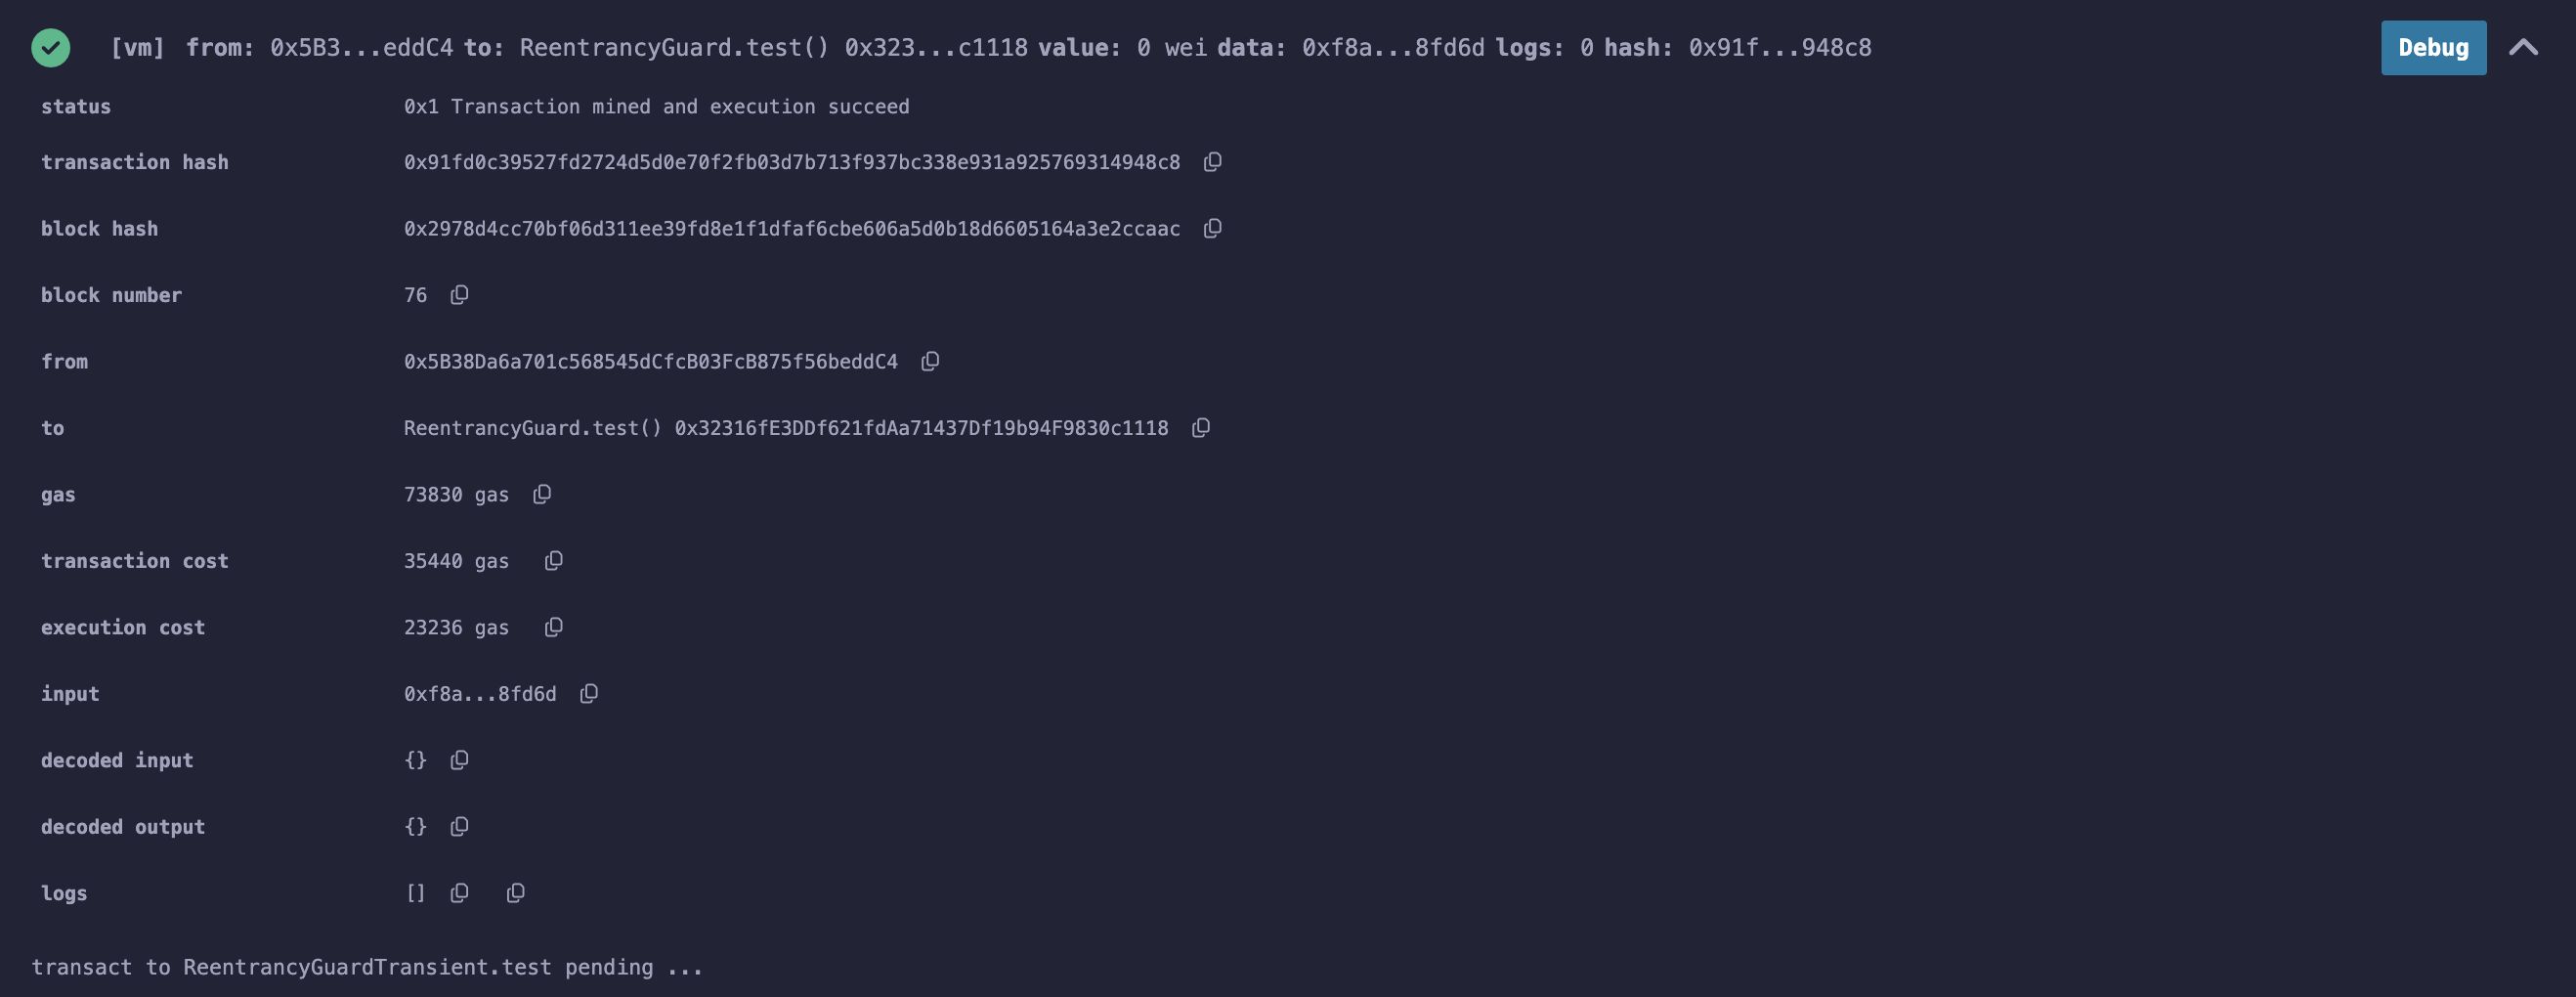 [vm] from: 0x5B3...eddC4 to: ReentrancyGuard.test() 0x323...c1118 value: 0 wei data: 0xf8a...8fd6d logs: 0 hash: 0x91f...948c8 Debug
status 0x1 Transaction mined and execution succeed
transaction hash 0x91fd0c39527fd2724d5d0e70f2fb03d7b713f937bc338e931a925769314948c8
block hash 0x2978d4cc70bf06d311ee39fd8e1f1dfaf6cbe606a5d0b18d6605164a3e2ccaac
block number 76
from 0x5B38Da6a701c568545dCfcB03FcB875f56beddC4
to ReentrancyGuard.test() 0x32316fE3DDf621fdAa71437Df19b94F9830c1118
gas 73830 gas
transaction cost 35440 gas
execution cost 23236 gas
input 0xf8a...8fd6d
decoded input {}
decoded output {}
logs []
transact to ReentrancyGuardTransient.test pending ...